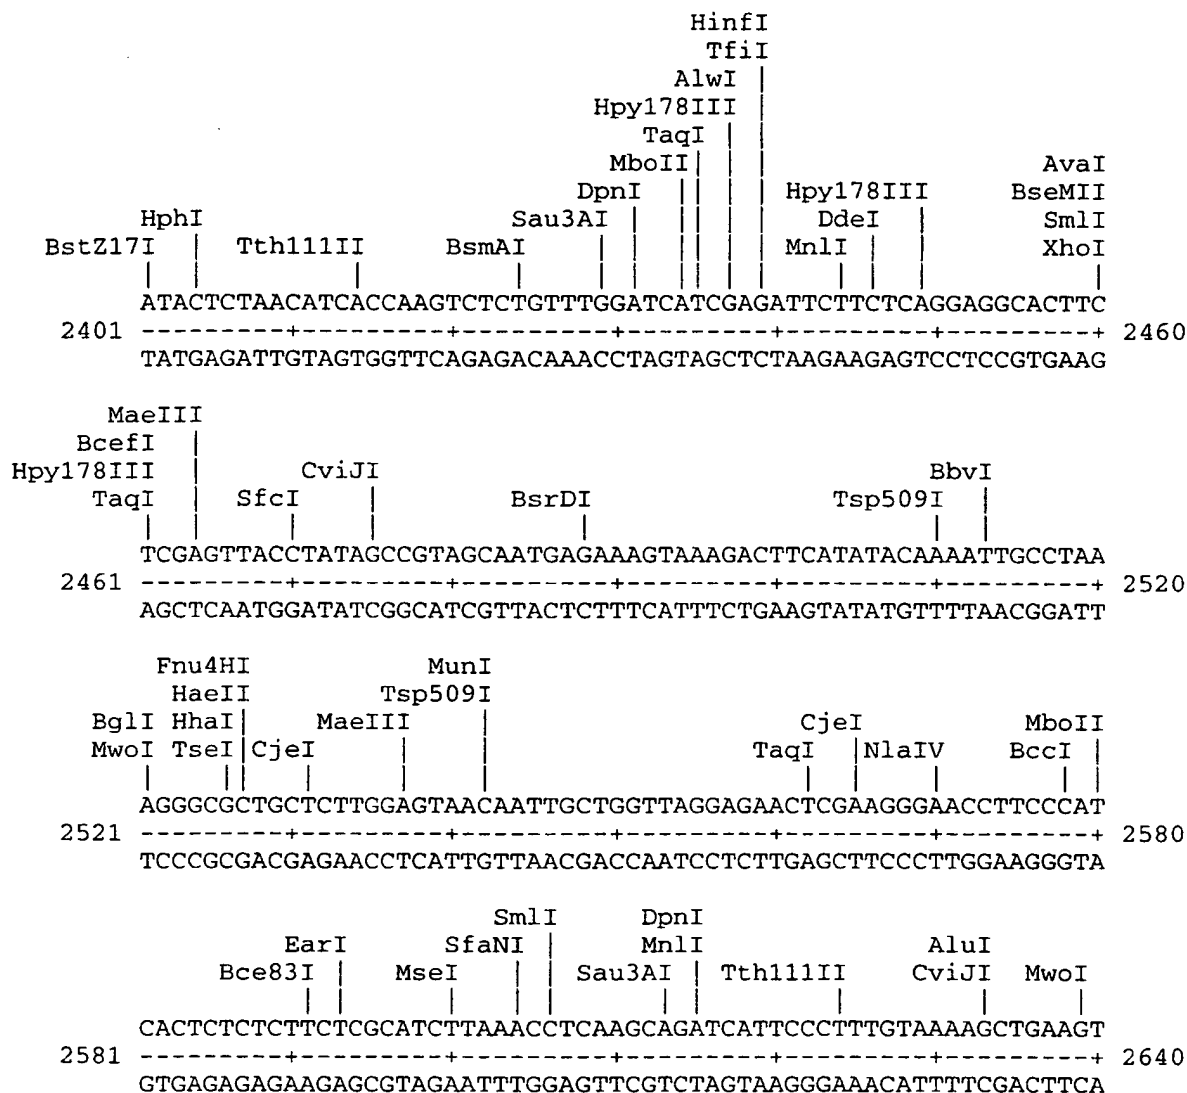 HinfI
TfiI
AlwI
Hpy178III
TaqI
MboII AvaI
DpnI Hpy178III BseMII
HphI Sau3AI DdeI SmlI
BstZ17I Tth111II BsmAI MnlI XhoI
ATACTCTAACATCACCAAGTCTCTGTTTGGATCATCGAGATTCTTCTCAGGAGGCACTTC
2401 ---------+---------+---------+---------+---------+---------+ 2460
TATGAGATTGTAGTGGTTCAGAGACAAACCTAGTAGCTCTAAGAAGAGTCCTCCGTGAAG
MaeIII
BcefI
Hpy178III CviJI BbvI
TaqI SfcI BsrDI Tsp509I
TCGAGTTACCTATAGCCGTAGCAATGAGAAAGTAAAGACTTCATATACAAAATTGCCTAA
2461 ---------+---------+---------+---------+---------+---------+ 2520
AGCTCAATGGATATCGGCATCGTTACTCTTTCATTTCTGAAGTATATGTTTTAACGGATT
Fnu4HI MunI
HaeII Tsp509I
BglI HhaI MaeIII CjeI MboII
MwoI TseI CjeI TaqI NlaIV BccI
AGGGCGCTGCTCTTGGAGTAACAATTGCTGGTTAGGAGAACTCGAAGGGAACCTTCCCAT
2521 ---------+---------+---------+---------+---------+---------+ 2580
TCCCGCGACGAGAACCTCATTGTTAACGACCAATCCTCTTGAGCTTCCCTTGGAAGGGTA
SmlI DpnI
EarI SfaNI MnlI AluI
Bce83I MseI Sau3AI Tth111II CviJI MwoI
CACTCTCTCTTCTCGCATCTTAAACCTCAAGCAGATCATTCCCTTTGTAAAAGCTGAAGT
2581 ---------+---------+---------+---------+---------+---------+ 2640
GTGAGAGAGAAGAGCGTAGAATTTGGAGTTCGTCTAGTAAGGGAAACATTTTCGACTTCA